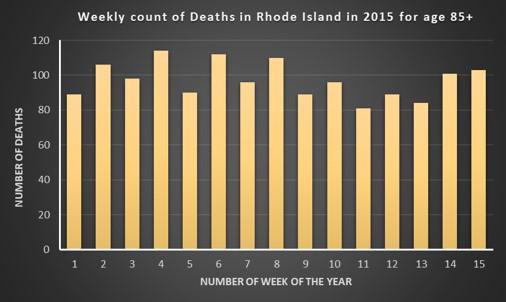 Weekly count of Deaths in Rhode Island in 2015 for age 85+
120
100
80
60
40
20
0
NUMBER OF DEATHS
1 2 3 4 5 6 7 8 9 10 11 12 13 14 15
NUMBER OF WEEK OF THE YEAR